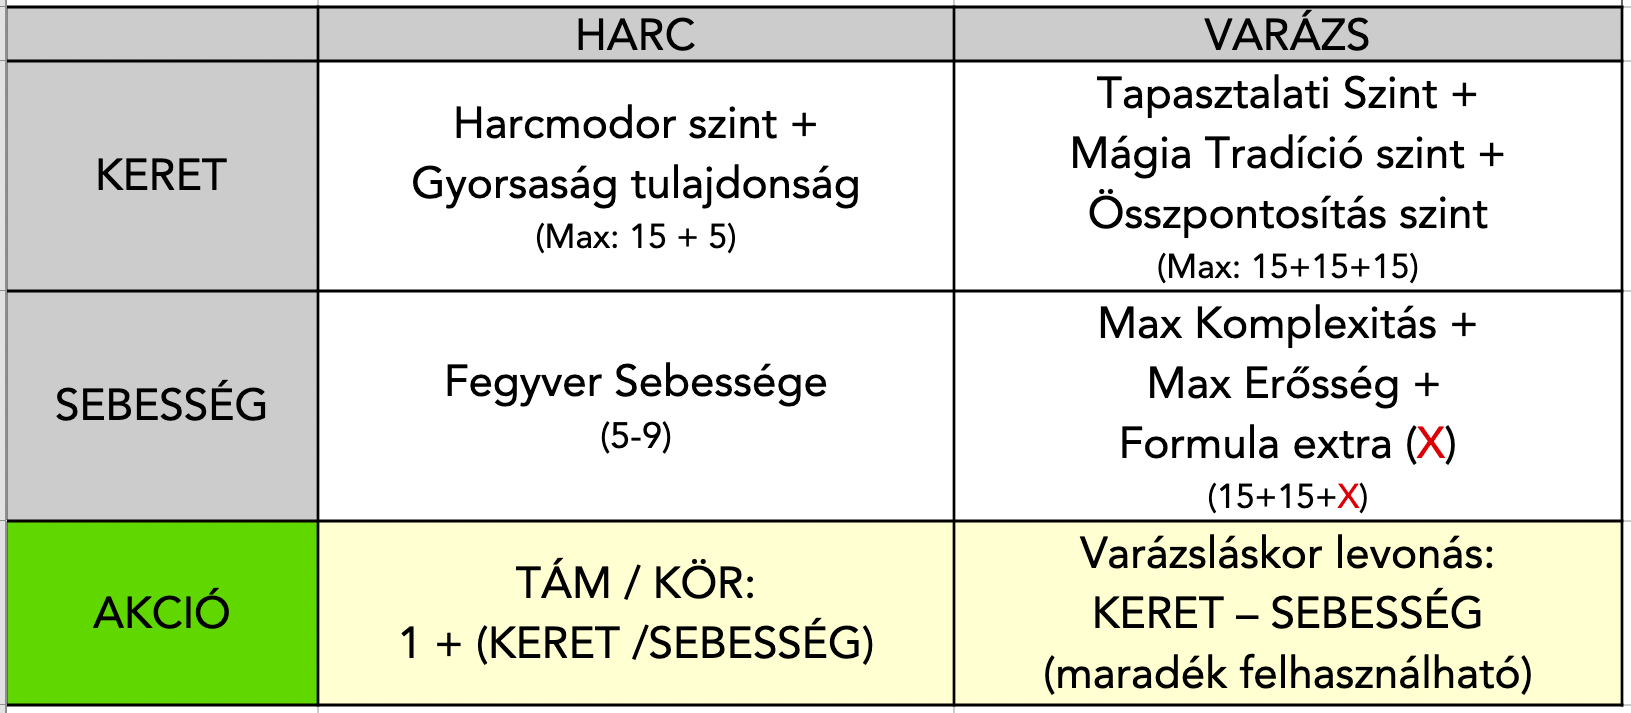 HARC
VARÁZS
KERET
Harcmodor szint +
Gyorsaság tulajdonság
(Max: 15 + 5)
Tapasztalati Szint +
Mágia Tradíció szint +
Összpontosítás szint
(Max: 15+15+15)
SEBESSÉG
Fegyver Sebessége
(5-9)
Max Komplexitás +
Max Erősség +
Formula extra (X)
(15+15+X)
AKCIÓ
TÁM / KÖR:
1 + (KERET /SEBESSÉG)
Varázsláskor levonás:
KERET – SEBESSÉG
(maradék felhasználható)